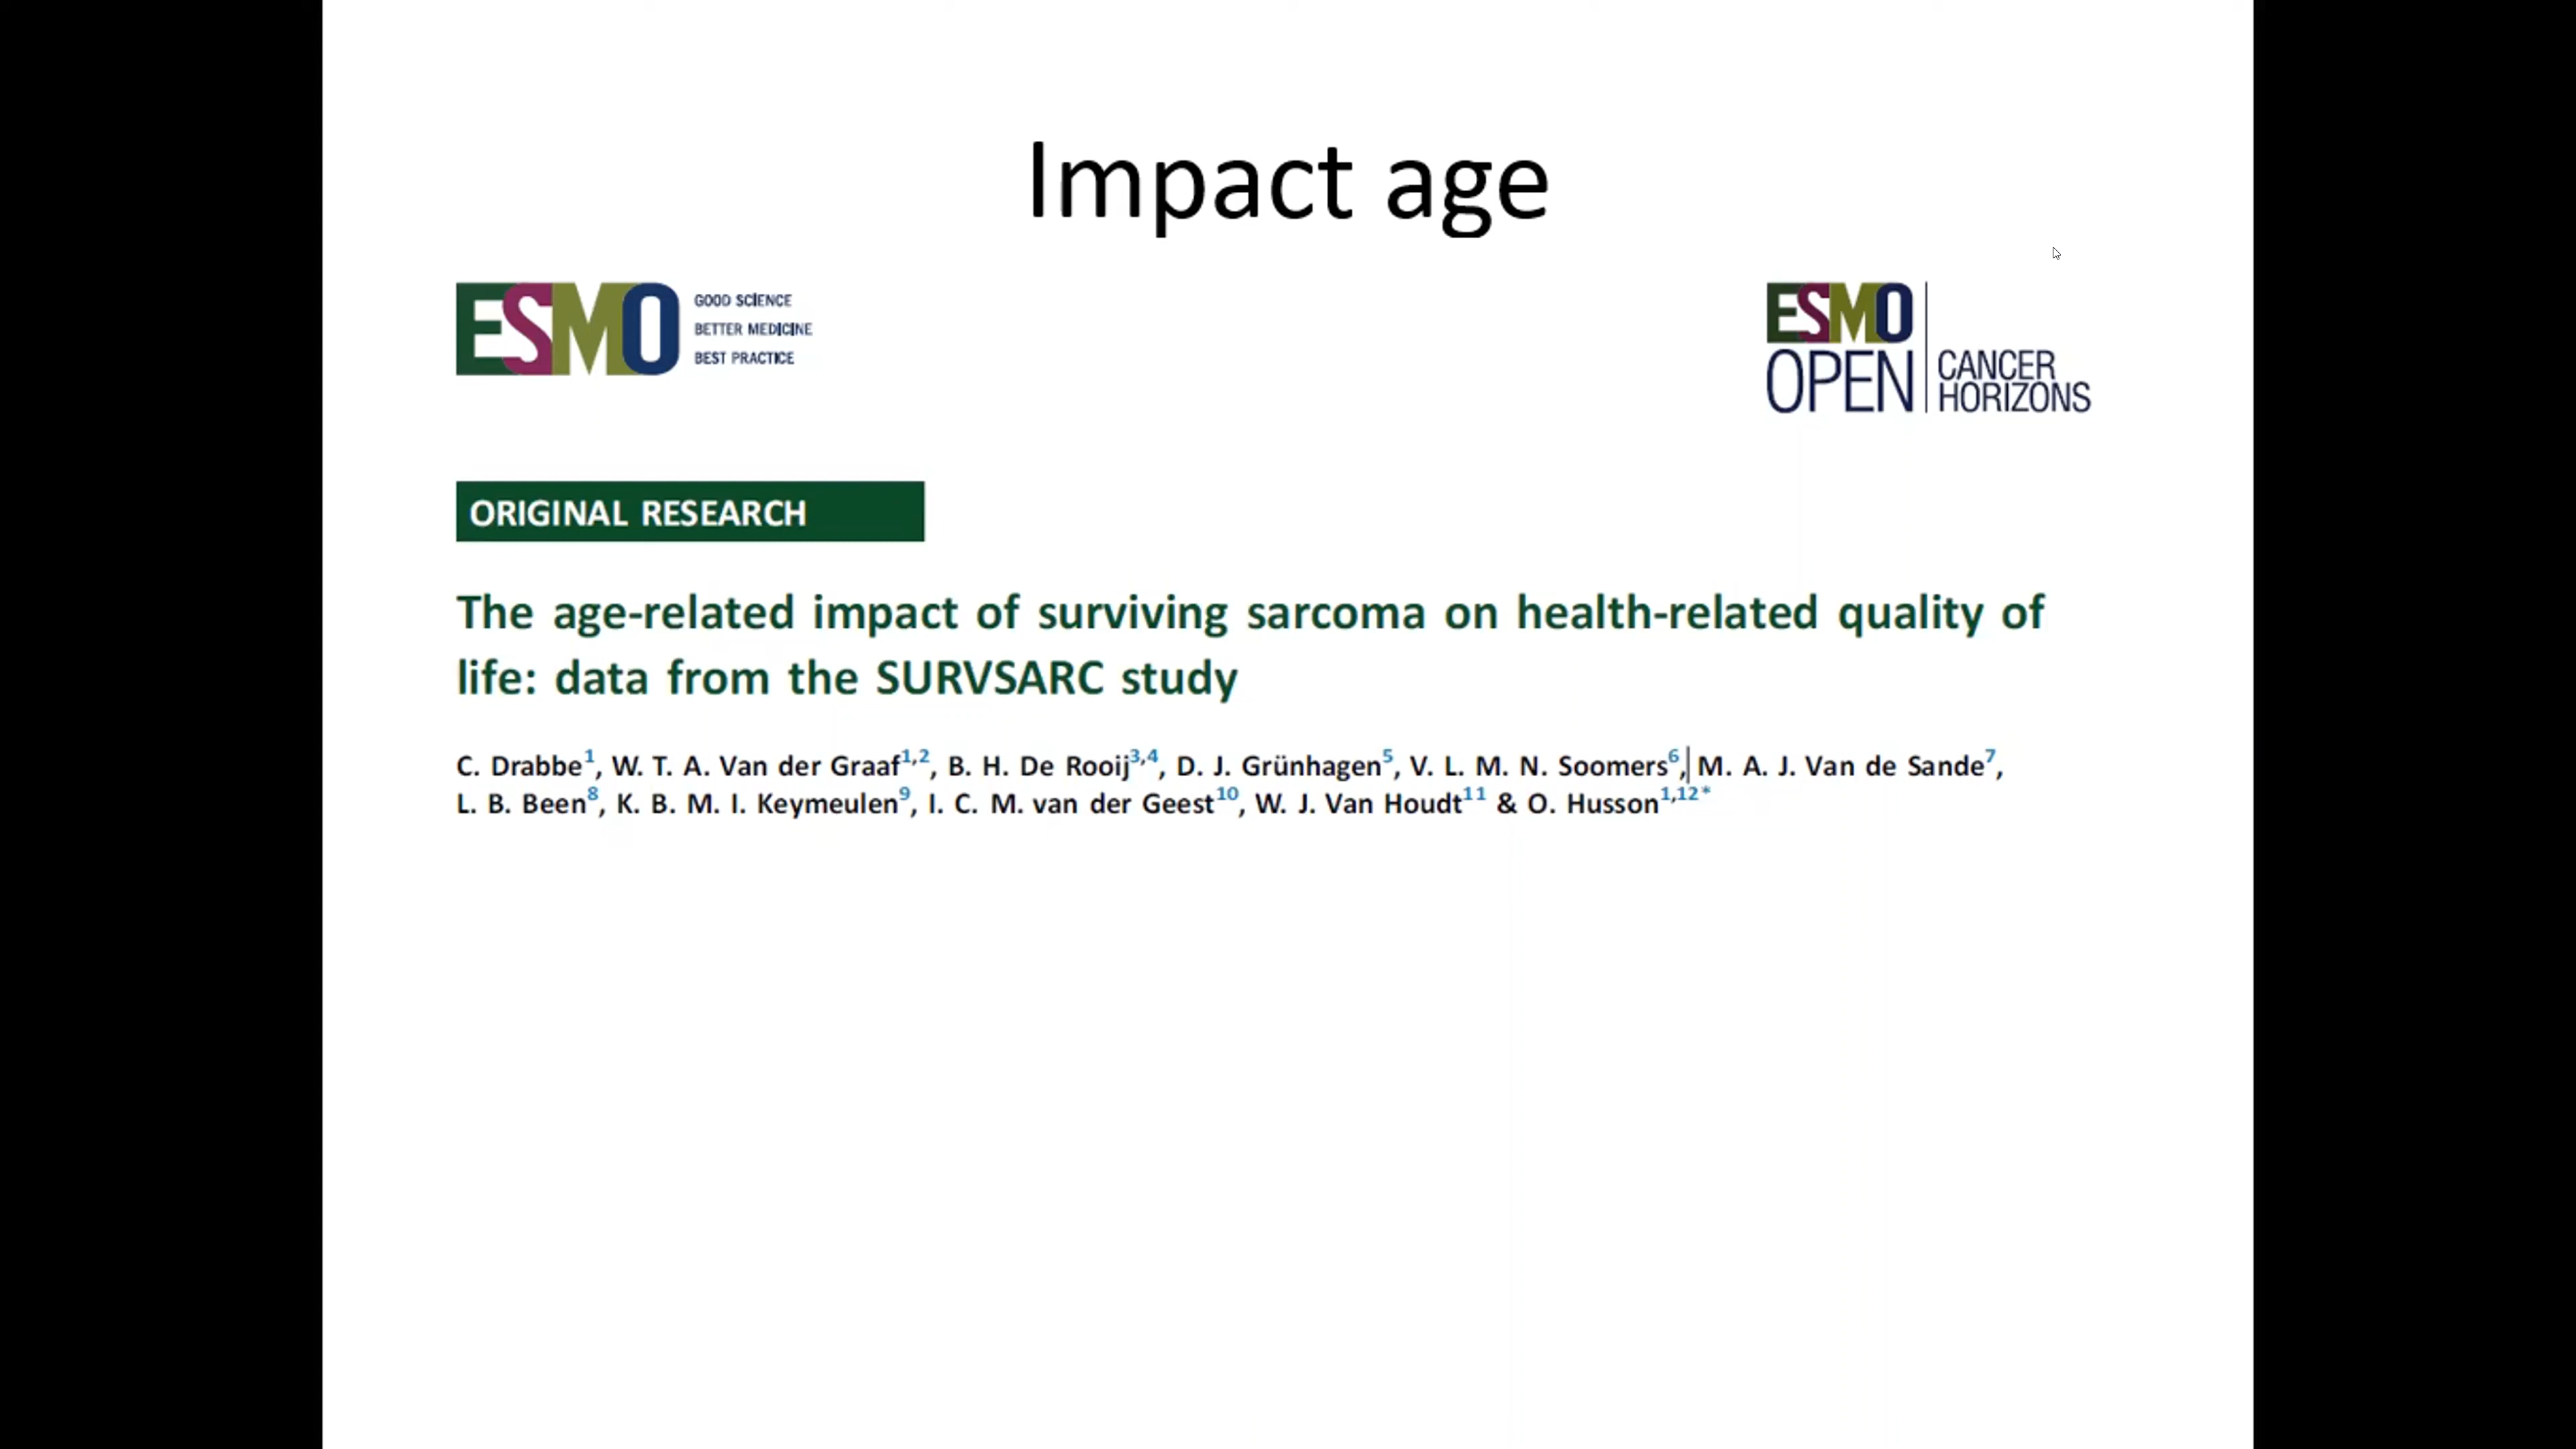 Impact age
ESMO
GOOD SCIENCE
BETTER MEDICINE
BEST PRACTICE
ESMO
OPEN
CANCER
HORIZONS
ORIGINAL RESEARCH
The age-related impact of surviving sarcoma on health-related quality of
life: data from the SURVSARC study
C. Drabbe1, W. T. A. Van der Graaf1,2, B. H. De Rooij3,4, D. J. Grünhagen5, V. L. M. N. Soomers6, M. A. J. Van de Sande7,
L. B. Been8, K. B. M. I. Keymeulen9, I. C. M. van der Geest10, W. J. Van Houdt11 & O. Husson1,12*